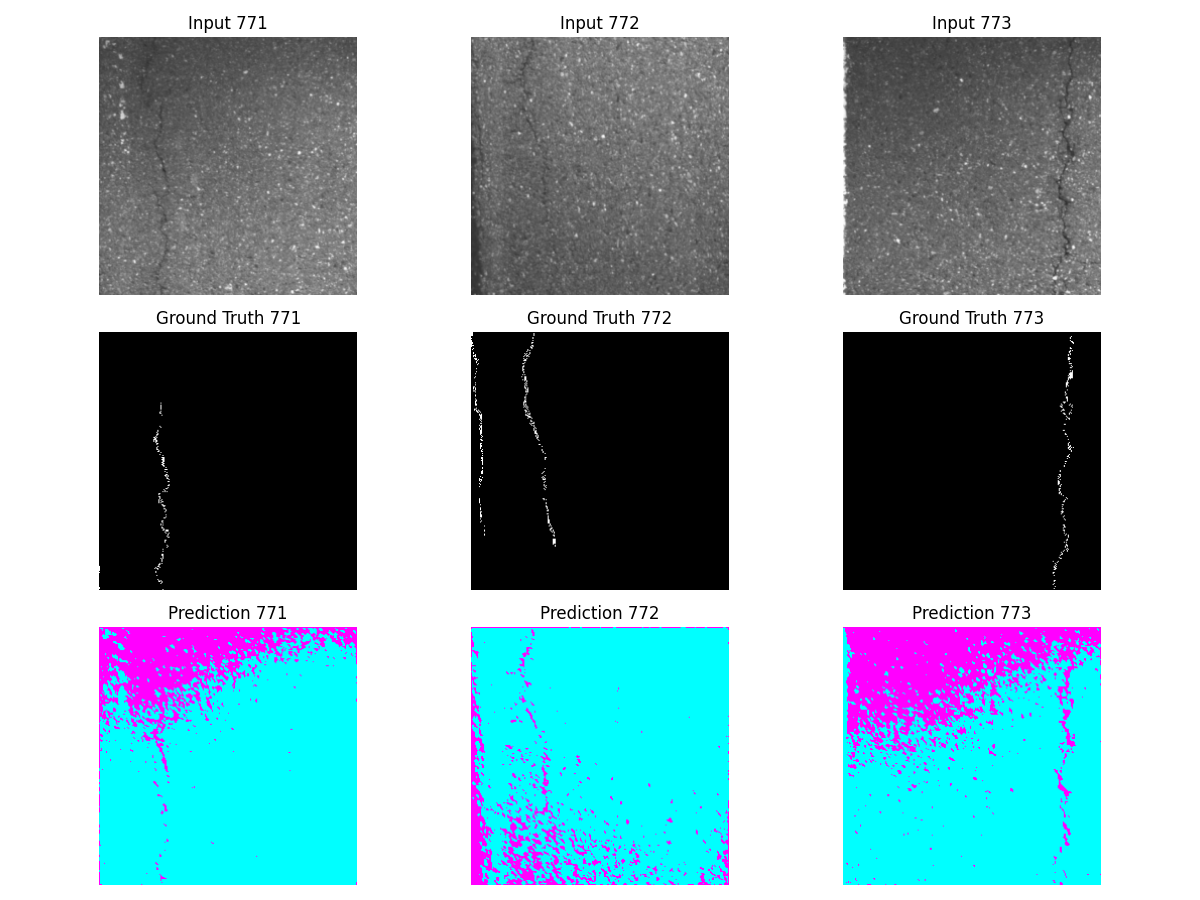 Input 771
Input 772
Input 773
Ground Truth 771
Ground Truth 772
Ground Truth 773
Prediction 771
Prediction 772
Prediction 773